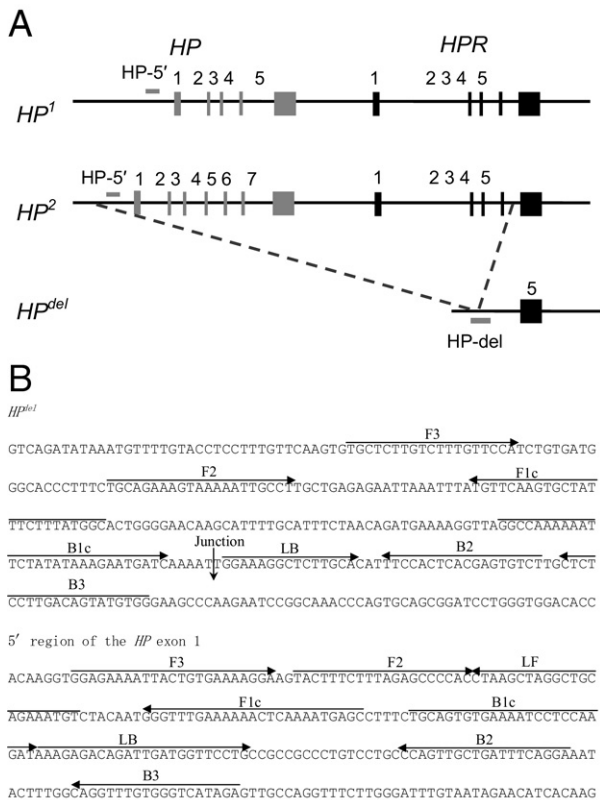 A
HP HPR
HP-5′ 1 2 3 4 5 1 2 3 4 5
HP1
HP-5′ 1 2 3 4 5 6 7 1 2 3 4 5
HP2
HPdel 5
HP-del
B
HPdel
F3
GTCAGATATAAATGTTTTGTACCTCCTTTGTTCAAGTGTGCTCTTGTCTTTGTTCCATCTGTGATG
F2 F1c
GGCACCCTTTCTGCAGAAAGTAAAAATTGCCTTGCTGAGAGAATTAAATTTATGTTCAAGTGCTAT
TTCTTTATGGCACTGGGGAACAAGCATTTTGCATTTCTAACAGATGAAAAGGTTAGGCCAAAAAAT
B1c Junction LB B2
TCTATATAAAGAATGATCAAAATTGGAAAGGCTCTTGCACATTTCCACTCACGAGTGTCTTGCTCT
B3
CCTTGACAGTATGTGGGAAGCCCAAGAATCCGGCAAACCCAGTGCAGCGGATCCTGGGTGGACACC
5′ region of the HP exon 1
F3 F2 LF
ACAAGGTGGAGAAAATTACTGTGAAAAGGAAGTACTTTCTTTAGAGCCCCACCTAAGCTAGGCTGC
F1c B1c
AGAAATGTCTACAATGGGTTTGAAAAAACTCAAAATGAGCCTTTCTGCAGTGTGAAAATCCTCCAA
LB B2
GATAAAGAGACAGATTGATGGTTCCTGCCGCCGCCCTGTCCTGCCCAGTTGCTGATTTCAGGAAAT
B3
ACTTTGGCAGGTTTGTGGGTCATAGAGTTGCCAGGTTTCTTGGGATTTGTAATAGAACATCACAAG